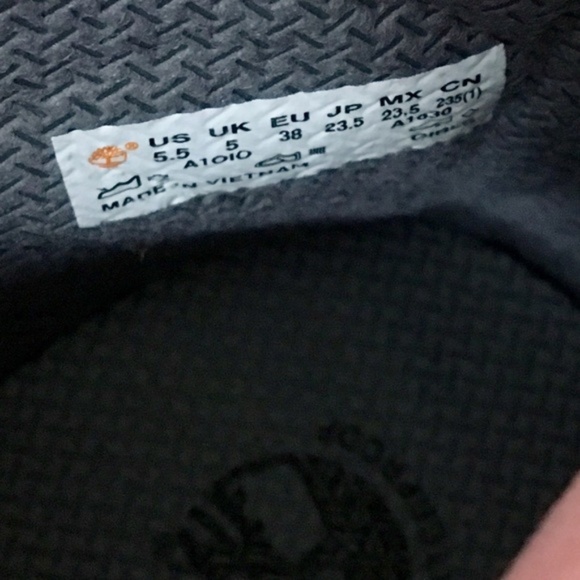 US UK EU JP MX CN
5.5 5 38 23.5 23.5 235(1)
A1OIO
MADE IN VIETNAM